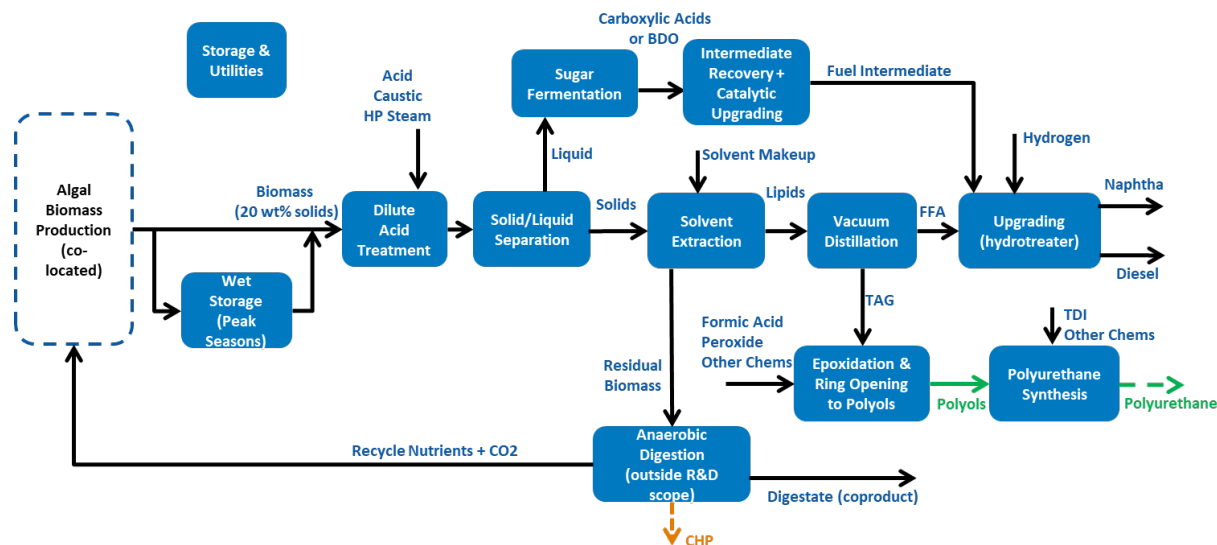 Storage &
Utilities
Carboxylic Acids
or BDO
Sugar
Fermentation
Intermediate
Recovery +
Catalytic
Upgrading
Fuel Intermediate
Acid
Caustic
HP Steam
Liquid
Solvent Makeup
Hydrogen
Algal
Biomass
Production
(co-
located)
Biomass
(20 wt% solids)
Dilute
Acid
Treatment
Solid/Liquid
Separation
Solids
Solvent
Extraction
Lipids
Vacuum
Distillation
FFA
Upgrading
(hydrotreater)
Naphtha
Diesel
Wet
Storage
(Peak
Seasons)
TAG
TDI
Other Chems
Formic Acid
Peroxide
Other Chems
Residual
Biomass
Epoxidation &
Ring Opening
to Polyols
Polyols
Polyurethane
Synthesis
Polyurethane
Recycle Nutrients + CO2
Anaerobic
Digestion
(outside R&D
scope)
Digestate (coproduct)
CHP